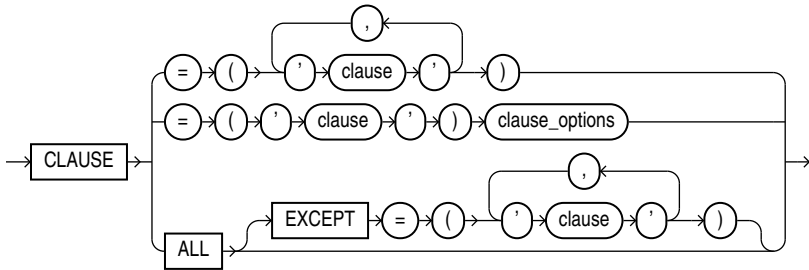 ,
= ( ' clause ' )
= ( ' clause ' ) clause_options
CLAUSE
,
EXCEPT = ( ' clause ' )
ALL